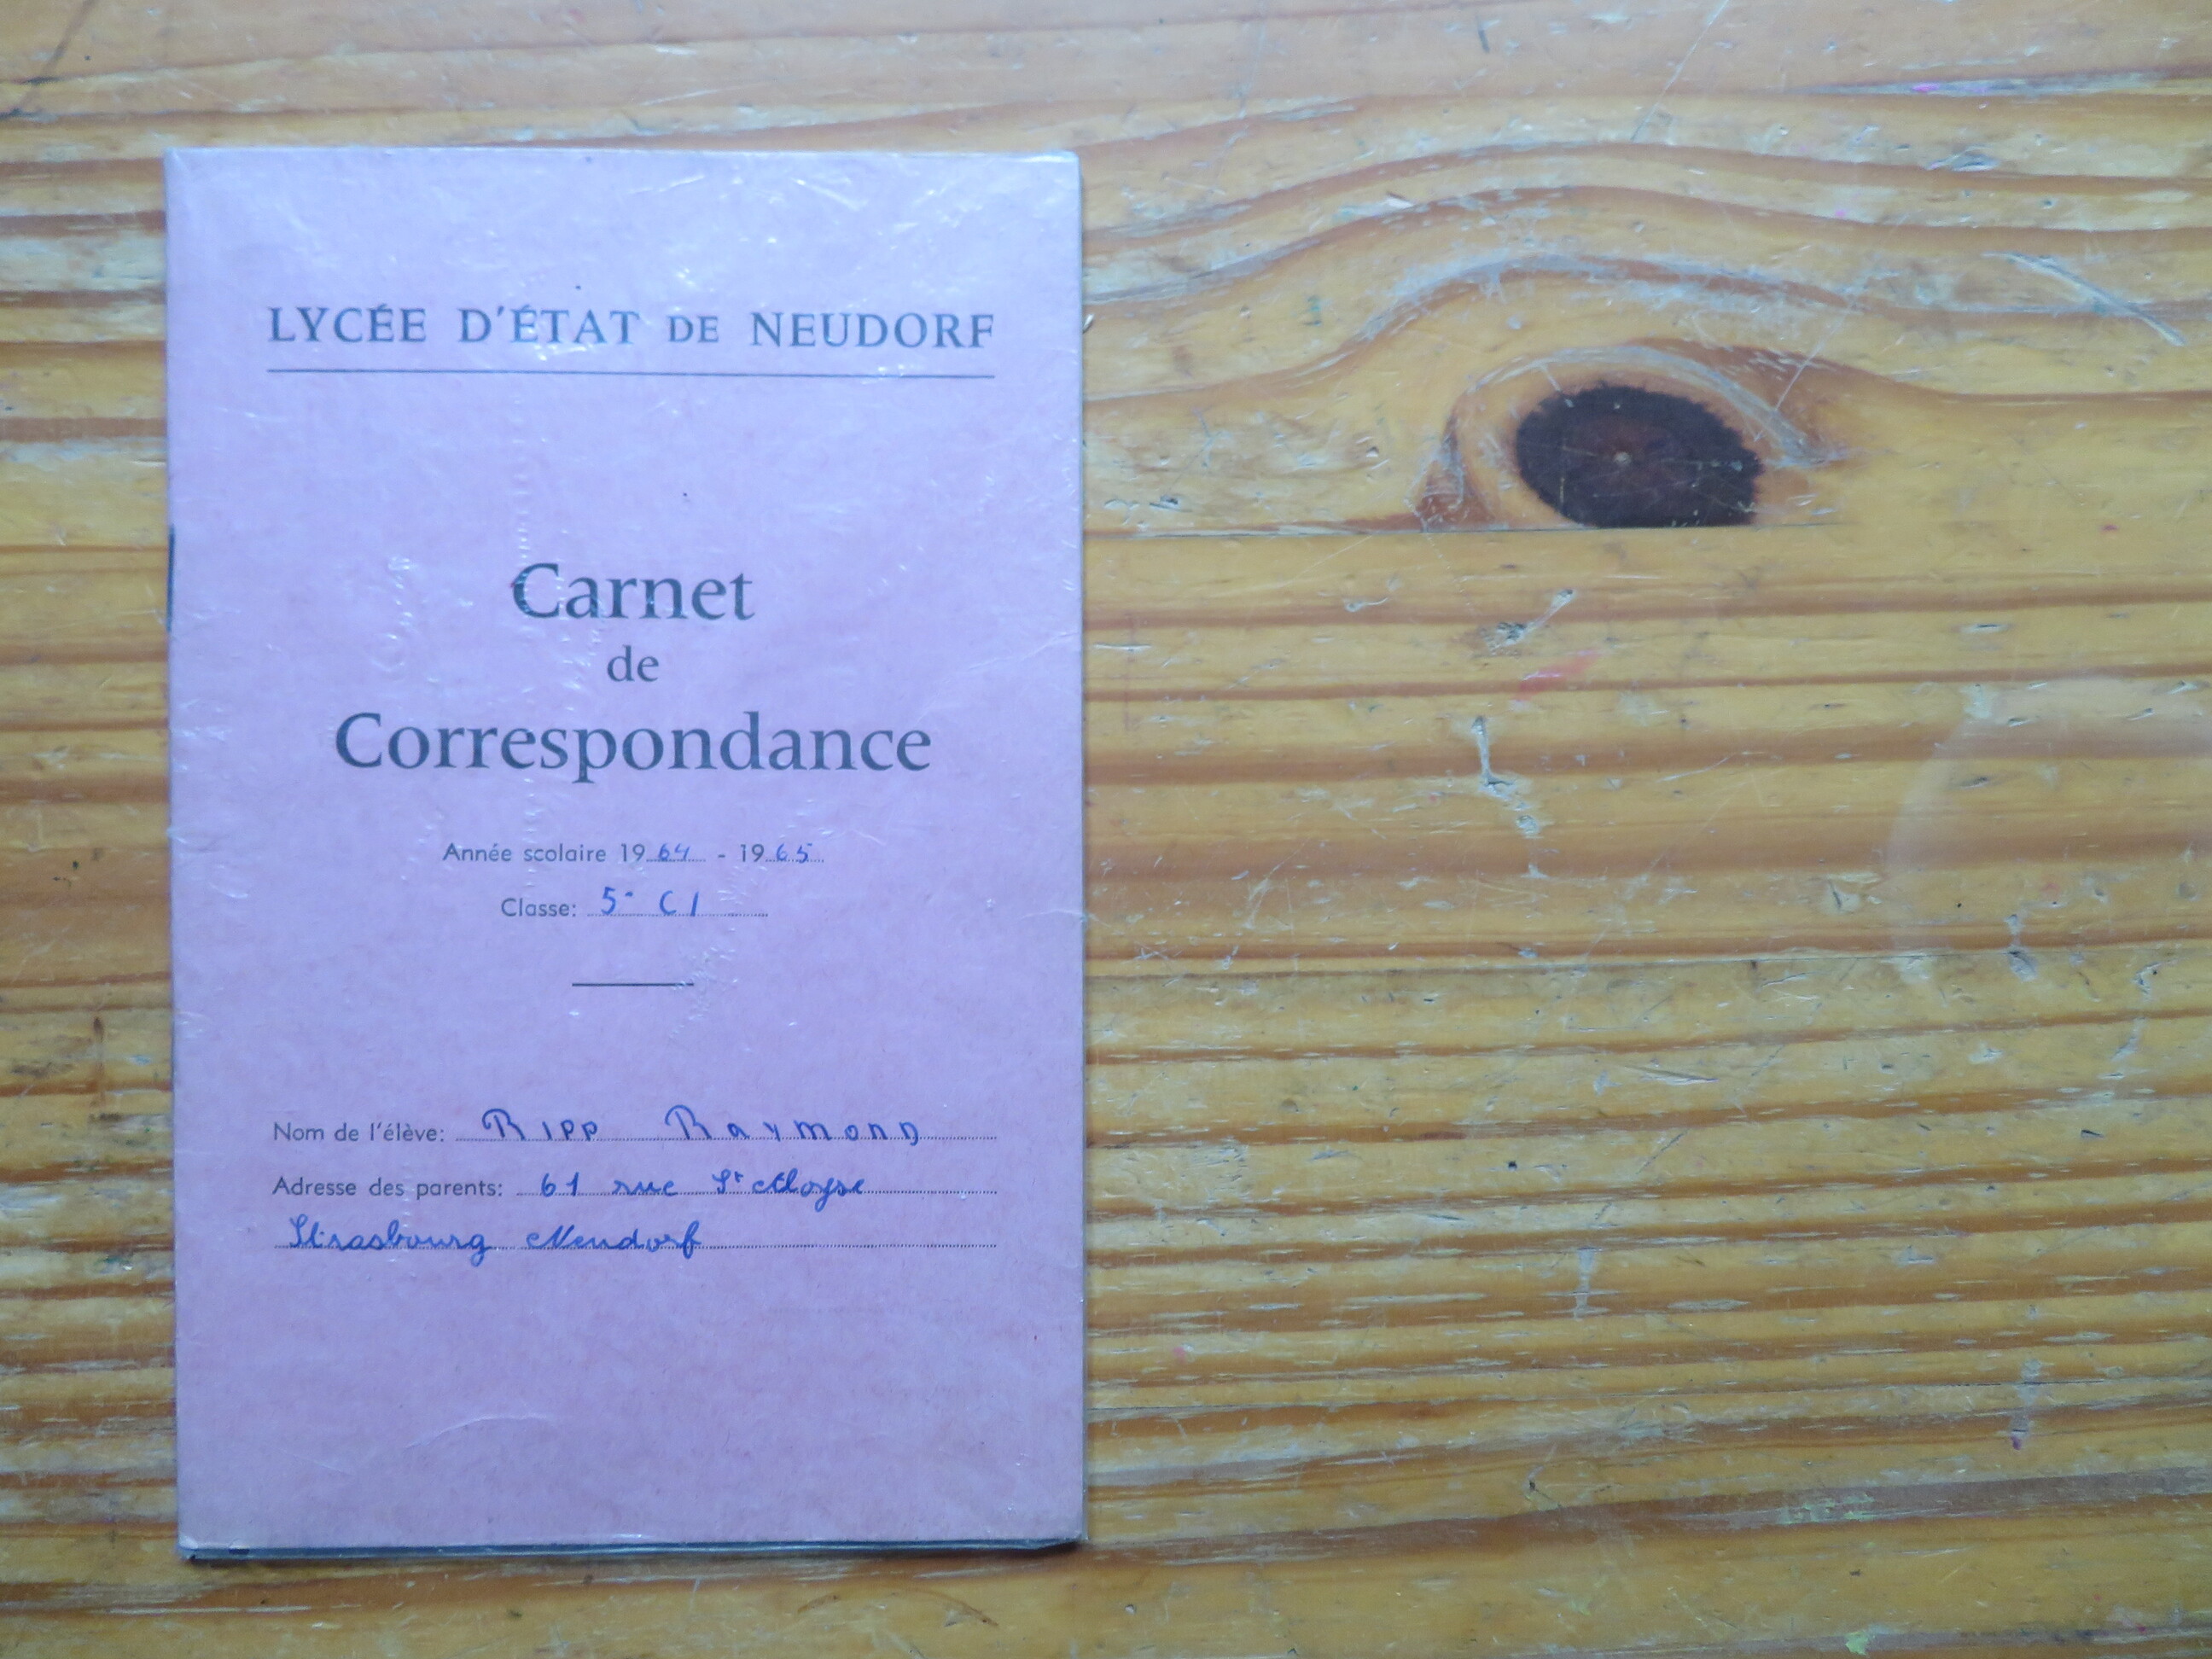 LYCÉE D'ÉTAT DE NEUDORF
Carnet
de
Correspondance
Année scolaire 1964 - 1965
Classe: 5e C1
Nom de l'élève: Ripp Raymond
Adresse des parents: 61 rue St Aloyse
Strasbourg Neudorf